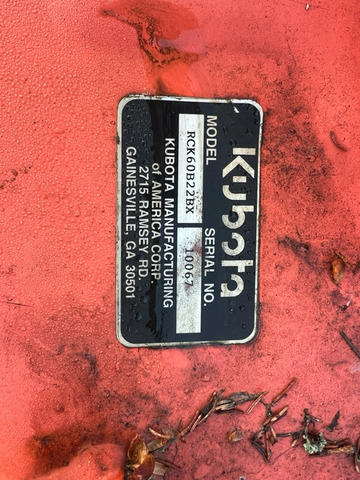 Kubota
MODEL SERIAL NO.
RCK60B22BX 10067
KUBOTA MANUFACTURING
of AMERICA CORP.
2715 RAMSEY RD.
GAINESVILLE, GA 30501